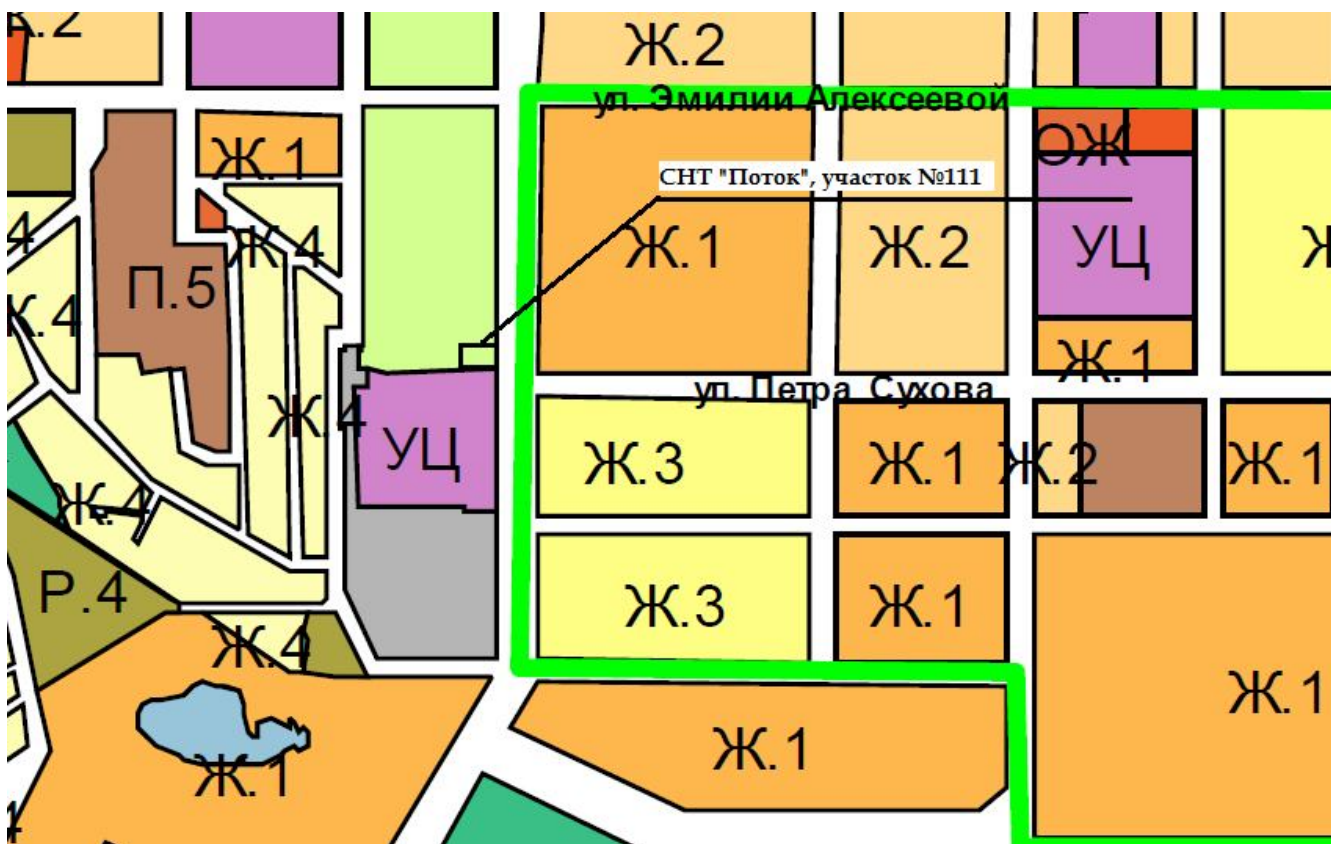 Ж.2
ул. Эмилии Алексеевой
Ж.1
ОЖ
СНТ "Поток", участок №111
Ж.4
Ж.1
Ж.2
УЦ
П.5
Ж.4
Ж.1
ул. Петра Сухова
Ж.4
УЦ
Ж.3
Ж.1
Ж.2
Ж.1
Ж.4
Р.4
Ж.3
Ж.1
Ж.4
Ж.1
Ж.1
Ж.1